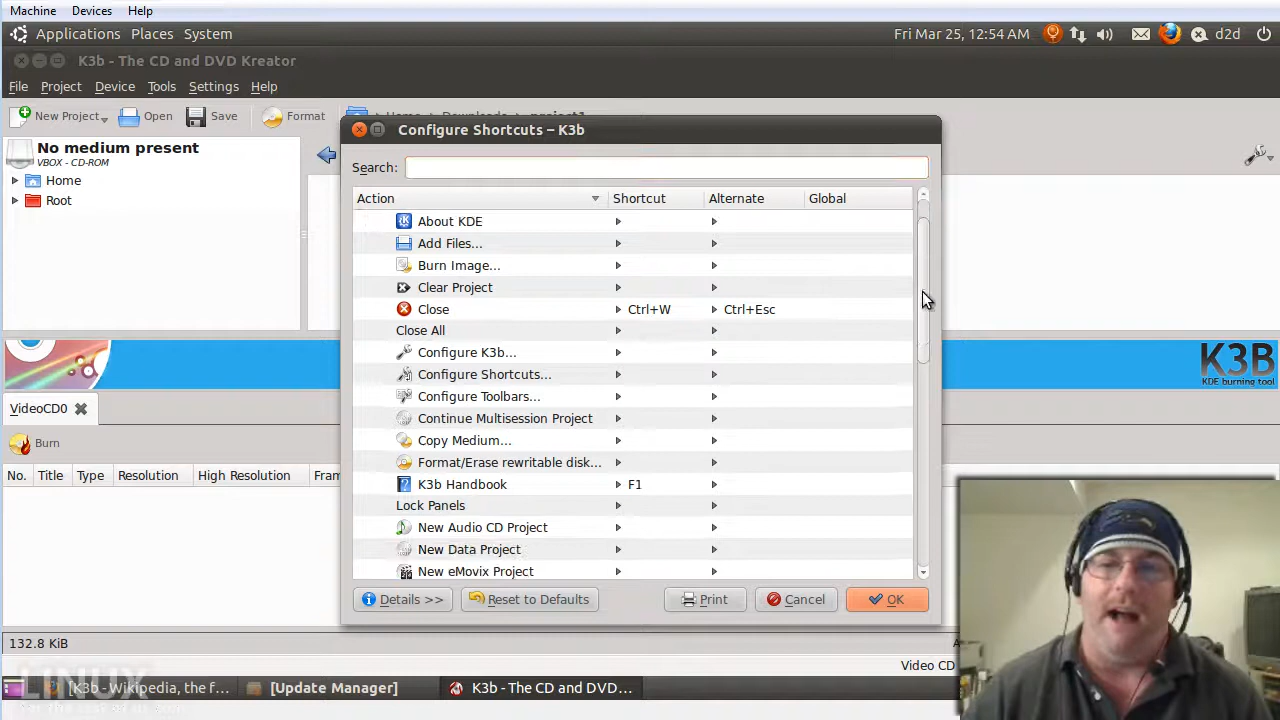 Machine Devices Help
Applications Places System Fri Mar 25, 12:54 AM d2d
K3b - The CD and DVD Kreator
File Project Device Tools Settings Help
New Project Open Save Format Home Downloads project1
Configure Shortcuts – K3b
No medium present
VBOX - CD-ROM
Home
Root
Search:
Action Shortcut Alternate Global
About KDE
Add Files...
Burn Image...
Clear Project
Close Ctrl+W Ctrl+Esc
Close All
Configure K3b...
Configure Shortcuts...
Configure Toolbars...
Continue Multisession Project
Copy Medium...
Format/Erase rewritable disk...
K3b Handbook F1
Lock Panels
New Audio CD Project
New Data Project
New eMovix Project
Details >> Reset to Defaults Print Cancel OK
K3B
KDE burning tool
VideoCD0
Burn
No. Title Type Resolution High Resolution Fram
132.8 KiB A
Video CD
LINUX
[K3b - Wikipedia, the f... [Update Manager] K3b - The CD and DVD...